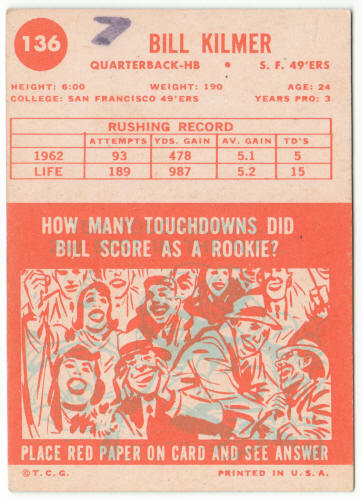 136 7 BILL KILMER
QUARTERBACK-HB • S. F. 49'ERS
HEIGHT: 6:00 WEIGHT: 190 AGE: 24
COLLEGE: SAN FRANCISCO 49'ERS YEARS PRO: 3
RUSHING RECORD
ATTEMPTS YDS. GAIN AV. GAIN TD'S
1962 93 478 5.1 5
LIFE 189 987 5.2 15
HOW MANY TOUCHDOWNS DID
BILL SCORE AS A ROOKIE?
PLACE RED PAPER ON CARD AND SEE ANSWER
©T.C.G. PRINTED IN U.S.A.